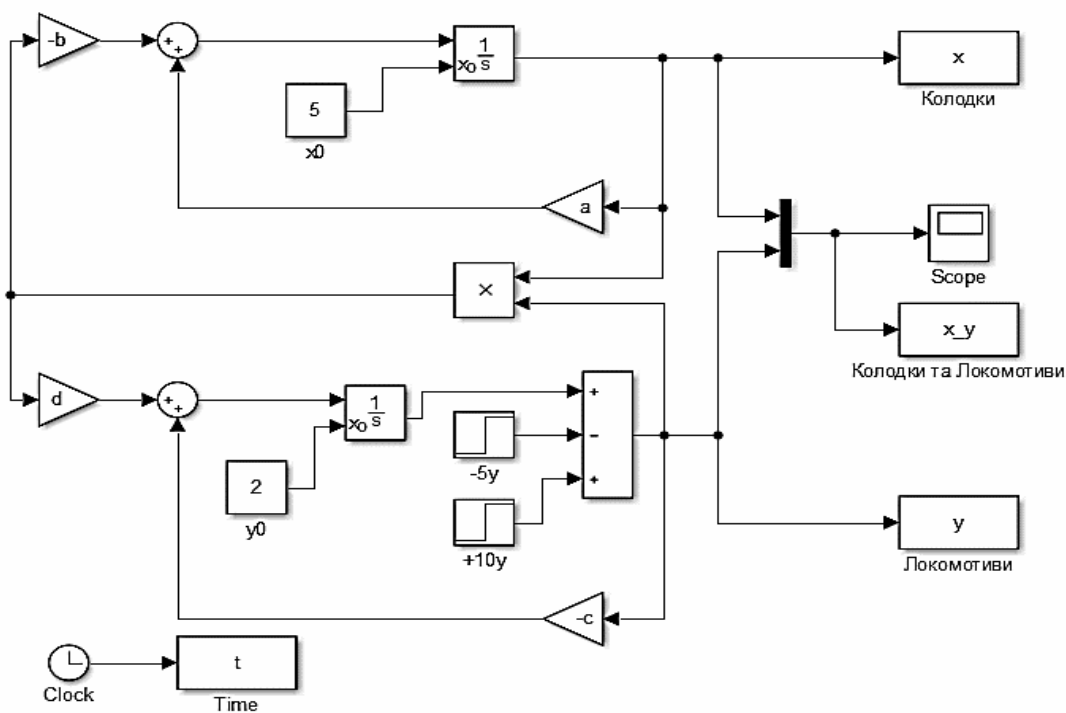 -b
+
+
x₀ 1/s
5
x0
a
x
Колодки
×
Scope
x_y
Колодки та Локомотиви
d
+
+
x₀ 1/s
2
y0
+
-
+
-5y
+10y
y
Локомотиви
-c
Clock
t
Time